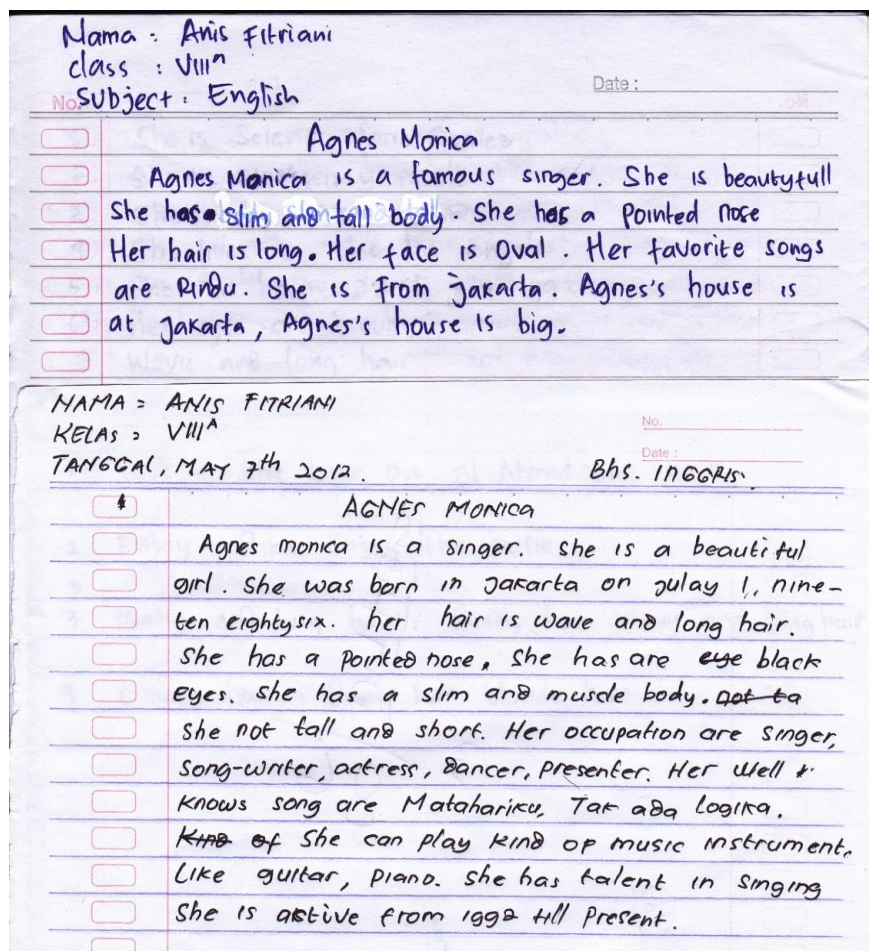 Nama : Anis Fitriani
class : VIIIA
Date :
No. Subject : English
Agnes Monica
Agnes Monica is a famous singer. She is beautyfull
She has slim and tall body. She has a pointed nose
Her hair is long. Her face is Oval. Her favorite songs
are Rindu. She is from jakarta. Agnes's house is
at jakarta, Agnes's house is big.
NAMA : ANIS FITRIANI
No.
KELAS : VIIIA
Date :
TANGGAL, MAY 7th 2012. Bhs. INGGRIS.
AGNES MONICA
Agnes monica is a singer. she is a beautiful
girl. She was born in Jakarta on julay 1, nine-
ten eightysix. her hair is wave and long hair.
She has a pointed nose, She has are eye black
eyes. she has a slim and muscle body. not ta
She not tall and short. Her occupation are singer,
song-writer, actress, dancer, presenter. Her well
knows song are Matahariku, Tak ada Logika.
Kind of She can play kind op music instrument,
Like guitar, piano. she has talent in singing
She is active from 1992 till present.